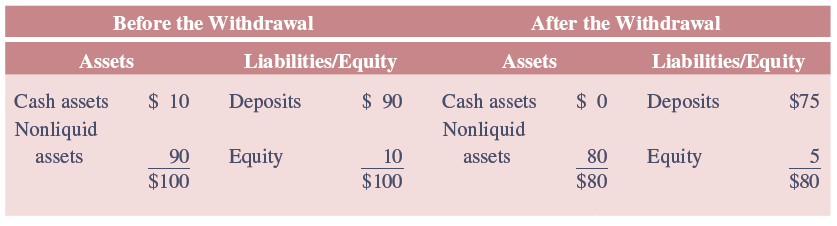 Before the Withdrawal After the Withdrawal
Assets Liabilities/Equity Assets Liabilities/Equity
Cash assets $ 10 Deposits $ 90 Cash assets $ 0 Deposits $75
Nonliquid Nonliquid
assets 90 Equity 10 assets 80 Equity 5
$100 $100 $80 $80